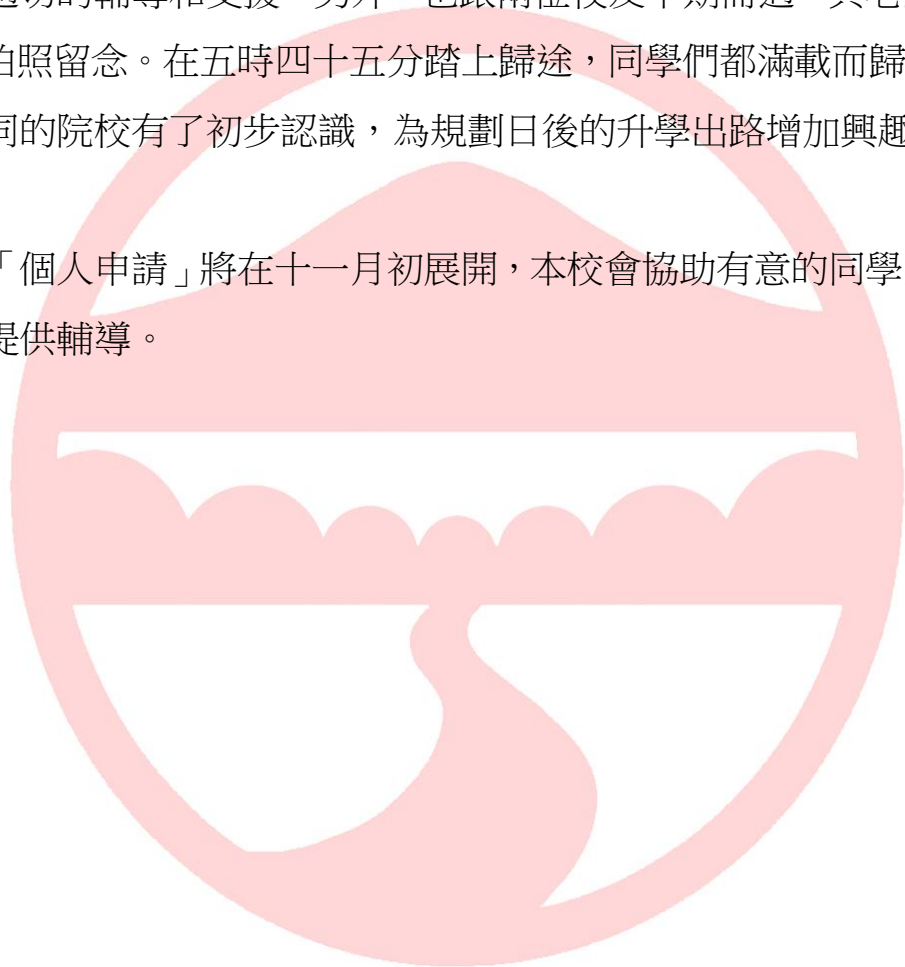 的輔導和支援。另外，也跟兩位校友不期而遇，
拍照留念。在五時四十五分踏上歸途，同學們都滿載而歸
同的院校有了初步認識，為規劃日後的升學出路增加興趣
「個人申請」將在十一月初展開，本校會協助有意的同學
提供輔導。